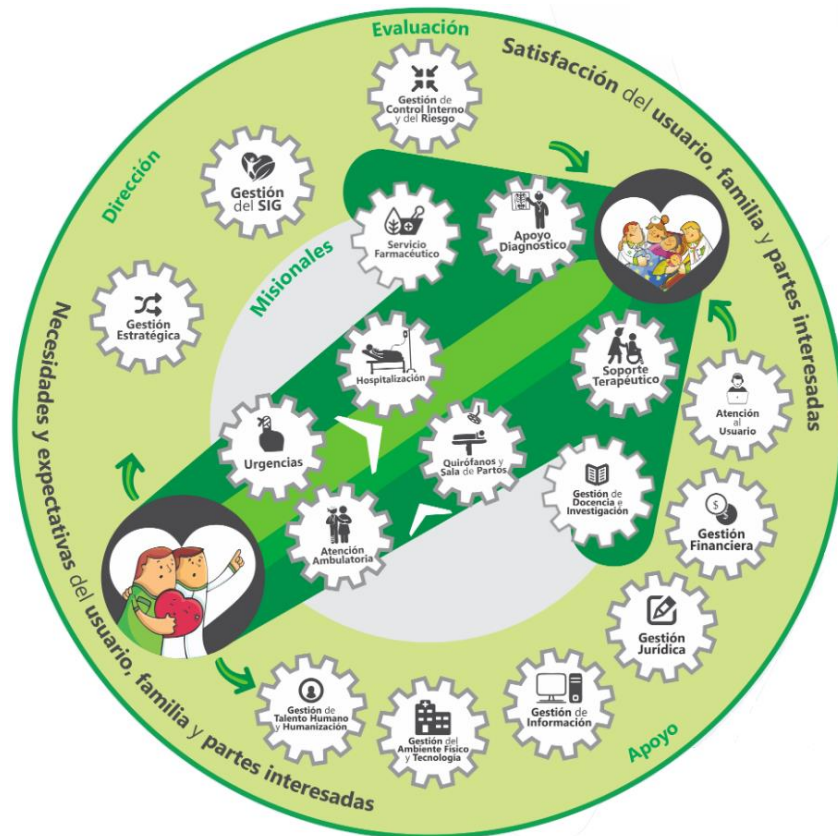 Evaluación
Satisfacción del usuario, familia y partes interesadas
Gestión de
Control Interno
y del Riesgo
Dirección
Gestión
del SIG
Misionales
Servicio
Farmacéutico
Apoyo
Diagnóstico
Necesidades y expectativas del usuario, familia y partes interesadas
Gestión
Estratégica
Hospitalización
Soporte
Terapéutico
Atención
al
Usuario
Urgencias
Quirófanos y
Sala de Partos
Gestión de
Docencia e
Investigación
Gestión
Financiera
Atención
Ambulatoria
Gestión
Jurídica
Gestión de
Talento Humano
y Humanización
Gestión del
Ambiente Físico
y Tecnología
Gestión de
Información
Apoyo